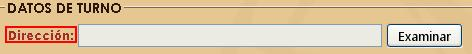 DATOS DE TURNO
Dirección: Examinar